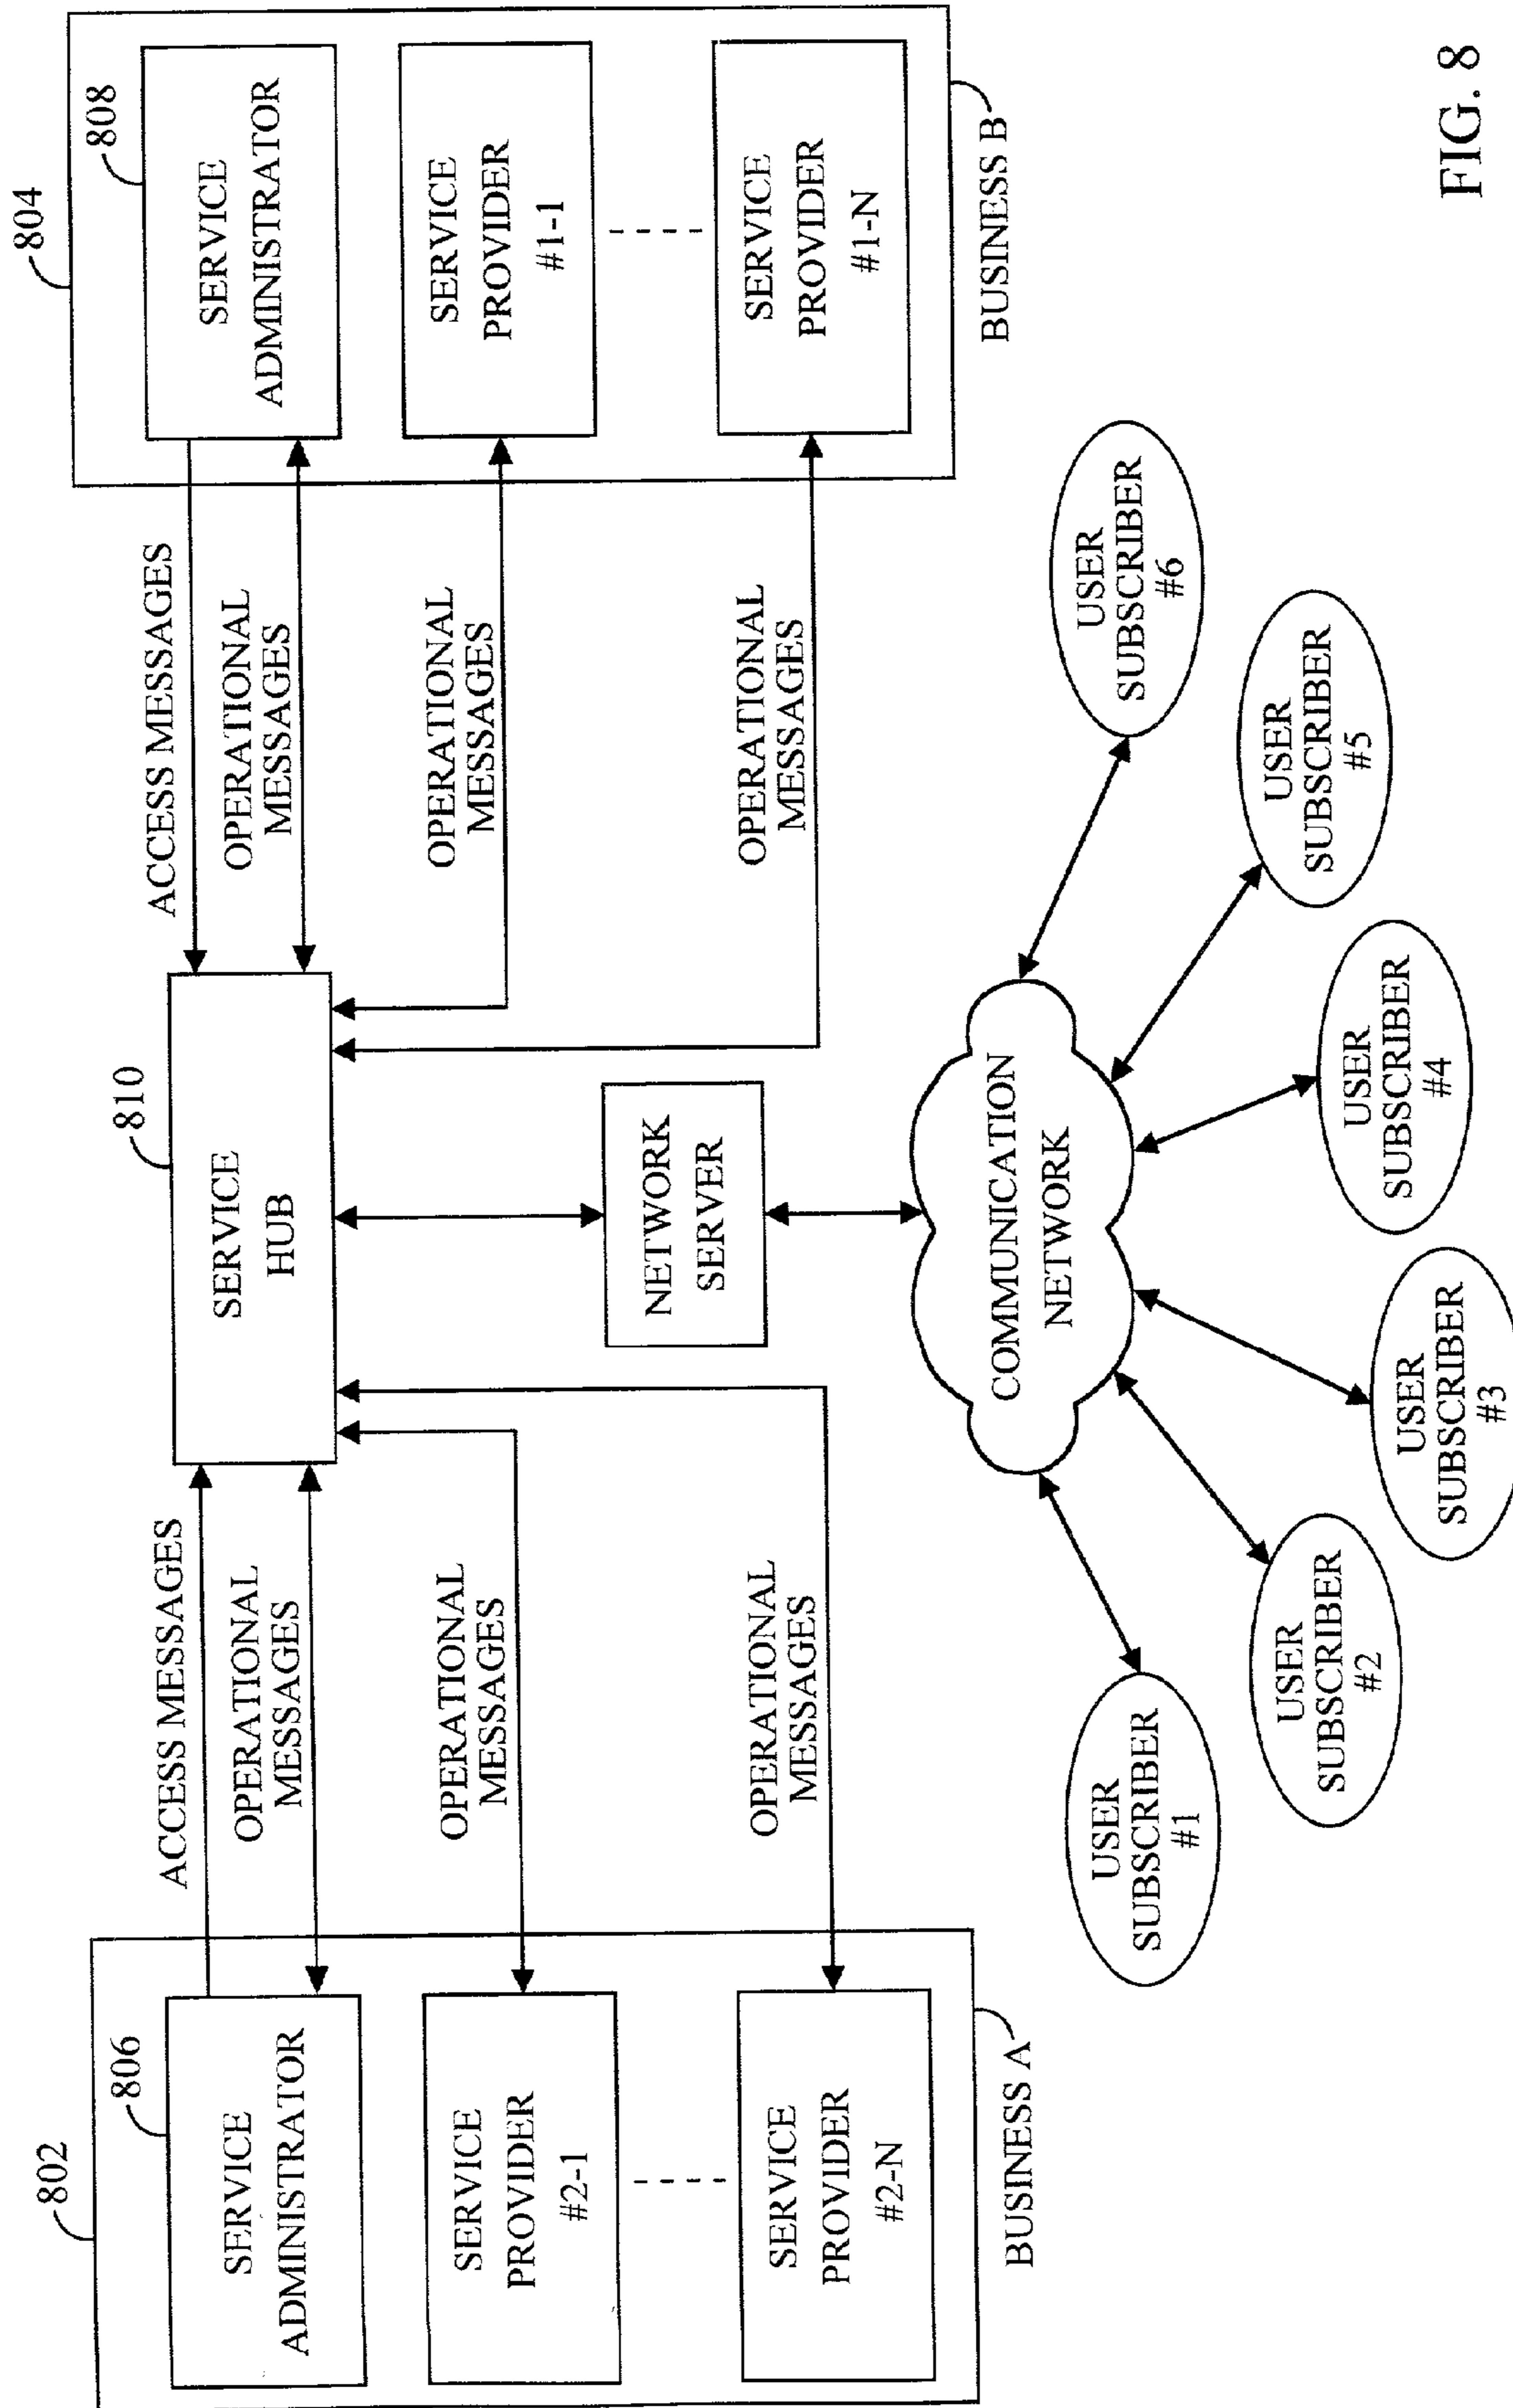 802
806
SERVICE
ADMINISTRATOR
SERVICE
PROVIDER
#2-1
SERVICE
PROVIDER
#2-N
BUSINESS A
ACCESS MESSAGES
OPERATIONAL
MESSAGES
OPERATIONAL
MESSAGES
OPERATIONAL
MESSAGES
810
SERVICE
HUB
NETWORK
SERVER
COMMUNICATION
NETWORK
ACCESS MESSAGES
OPERATIONAL
MESSAGES
OPERATIONAL
MESSAGES
OPERATIONAL
MESSAGES
804
808
SERVICE
ADMINISTRATOR
SERVICE
PROVIDER
#1-1
SERVICE
PROVIDER
#1-N
BUSINESS B
USER
SUBSCRIBER
#1
USER
SUBSCRIBER
#2
USER
SUBSCRIBER
#3
USER
SUBSCRIBER
#4
USER
SUBSCRIBER
#5
USER
SUBSCRIBER
#6
FIG. 8